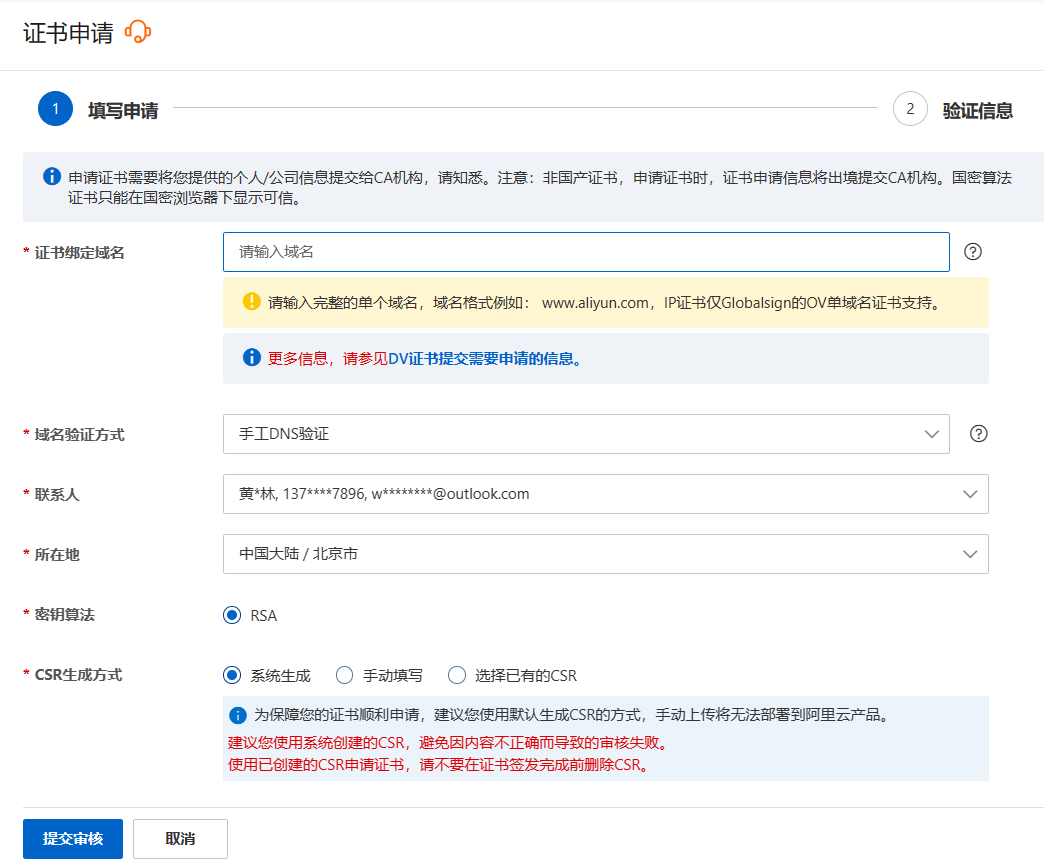 证书申请
1 填写申请 2 验证信息
申请证书需要将您提供的个人/公司信息提交给CA机构，请知悉。注意：非国产证书，申请证书时，证书申请信息将出境提交CA机构。国密算法
证书只能在国密浏览器下显示可信。
* 证书绑定域名 请输入域名
请输入完整的单个域名，域名格式例如： www.aliyun.com，IP证书仅Globalsign的OV单域名证书支持。
更多信息，请参见DV证书提交需要申请的信息。
* 域名验证方式 手工DNS验证
* 联系人 黄*林, 137****7896, w********@outlook.com
* 所在地 中国大陆 / 北京市
* 密钥算法 RSA
* CSR生成方式 系统生成 手动填写 选择已有的CSR
为保障您的证书顺利申请，建议您使用默认生成CSR的方式，手动上传将无法部署到阿里云产品。
建议您使用系统创建的CSR，避免因内容不正确而导致的审核失败。
使用已创建的CSR申请证书，请不要在证书签发完成前删除CSR。
提交审核 取消